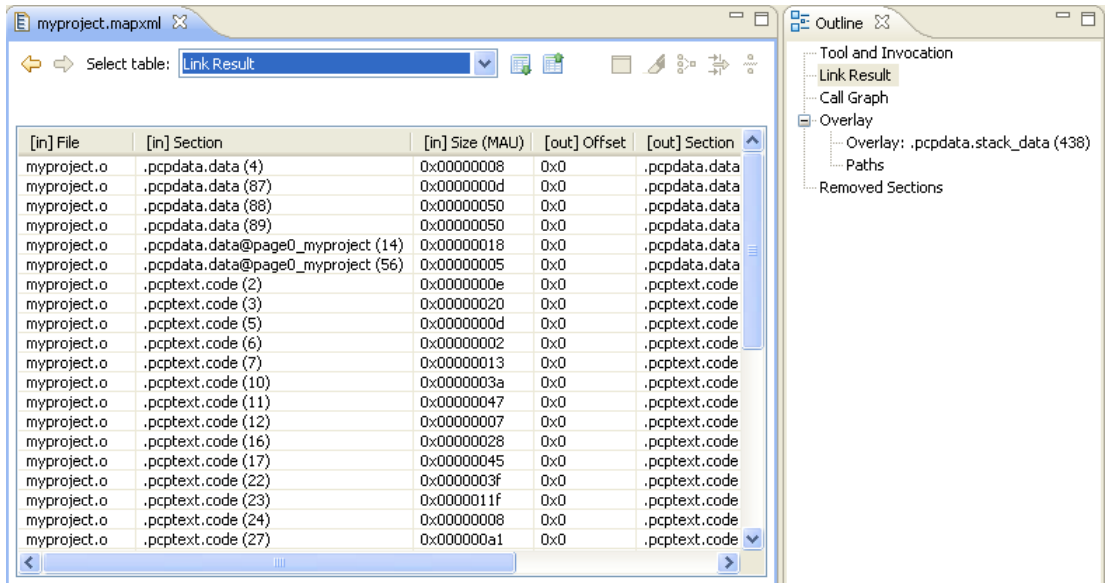 myproject.mapxml
Select table: Link Result
[in] File [in] Section [in] Size (MAU) [out] Offset [out] Section
myproject.o .pcpdata.data (4) 0x00000008 0x0 .pcpdata.data
myproject.o .pcpdata.data (87) 0x0000000d 0x0 .pcpdata.data
myproject.o .pcpdata.data (88) 0x00000050 0x0 .pcpdata.data
myproject.o .pcpdata.data (89) 0x00000050 0x0 .pcpdata.data
myproject.o .pcpdata.data@page0_myproject (14) 0x00000018 0x0 .pcpdata.data
myproject.o .pcpdata.data@page0_myproject (56) 0x00000005 0x0 .pcpdata.data
myproject.o .pcptext.code (2) 0x0000000e 0x0 .pcptext.code
myproject.o .pcptext.code (3) 0x00000020 0x0 .pcptext.code
myproject.o .pcptext.code (5) 0x0000000d 0x0 .pcptext.code
myproject.o .pcptext.code (6) 0x00000002 0x0 .pcptext.code
myproject.o .pcptext.code (7) 0x00000013 0x0 .pcptext.code
myproject.o .pcptext.code (10) 0x0000003a 0x0 .pcptext.code
myproject.o .pcptext.code (11) 0x00000047 0x0 .pcptext.code
myproject.o .pcptext.code (12) 0x00000007 0x0 .pcptext.code
myproject.o .pcptext.code (16) 0x00000028 0x0 .pcptext.code
myproject.o .pcptext.code (17) 0x00000045 0x0 .pcptext.code
myproject.o .pcptext.code (22) 0x0000003f 0x0 .pcptext.code
myproject.o .pcptext.code (23) 0x0000011f 0x0 .pcptext.code
myproject.o .pcptext.code (24) 0x00000008 0x0 .pcptext.code
myproject.o .pcptext.code (27) 0x000000a1 0x0 .pcptext.code
Outline
Tool and Invocation
Link Result
Call Graph
Overlay
Overlay: .pcpdata.stack_data (438)
Paths
Removed Sections